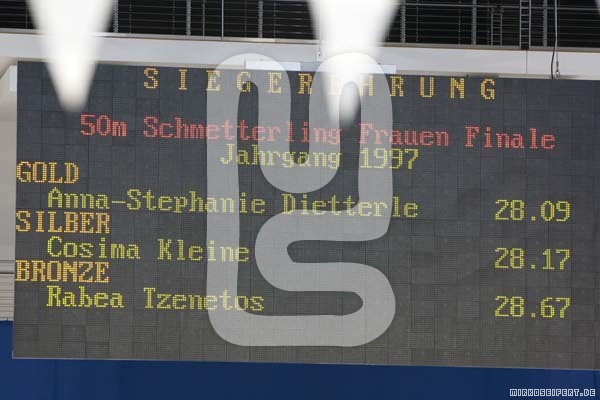 SIEGEREHRUNG
50m Schmetterling Frauen Finale
Jahrgang 1997
GOLD
Anna-Stephanie Dietterle 28.09
SILBER
Cosima Kleine 28.17
BRONZE
Rabea Tzenetos 28.67
MIRKOSEIFERT.DE